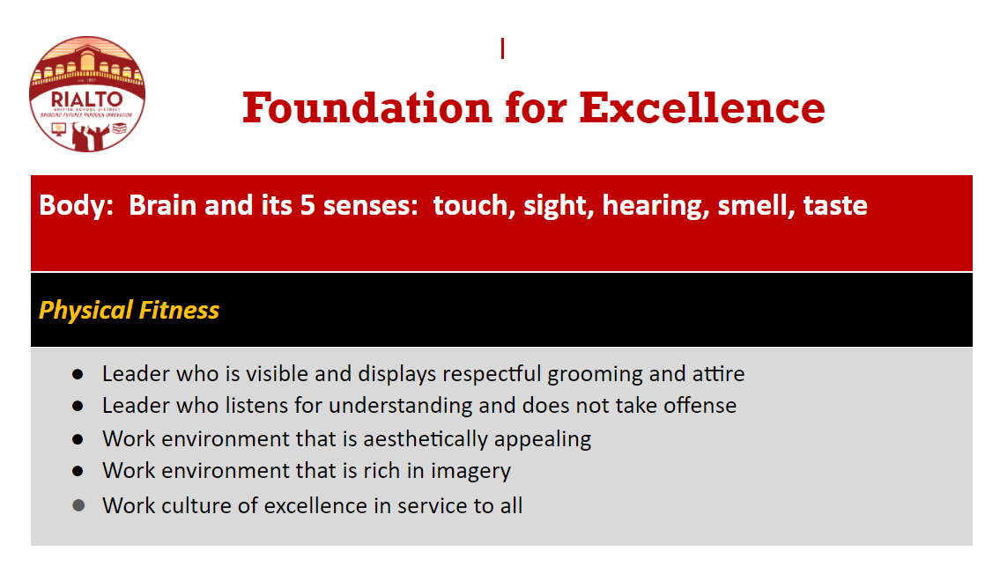 EST. 1891
RIALTO
UNIFIED SCHOOL DISTRICT
BRIDGING FUTURES THROUGH INNOVATION
Foundation for Excellence
Body:  Brain and its 5 senses:  touch, sight, hearing, smell, taste
Physical Fitness
● Leader who is visible and displays respectful grooming and attire
● Leader who listens for understanding and does not take offense
● Work environment that is aesthetically appealing
● Work environment that is rich in imagery
● Work culture of excellence in service to all